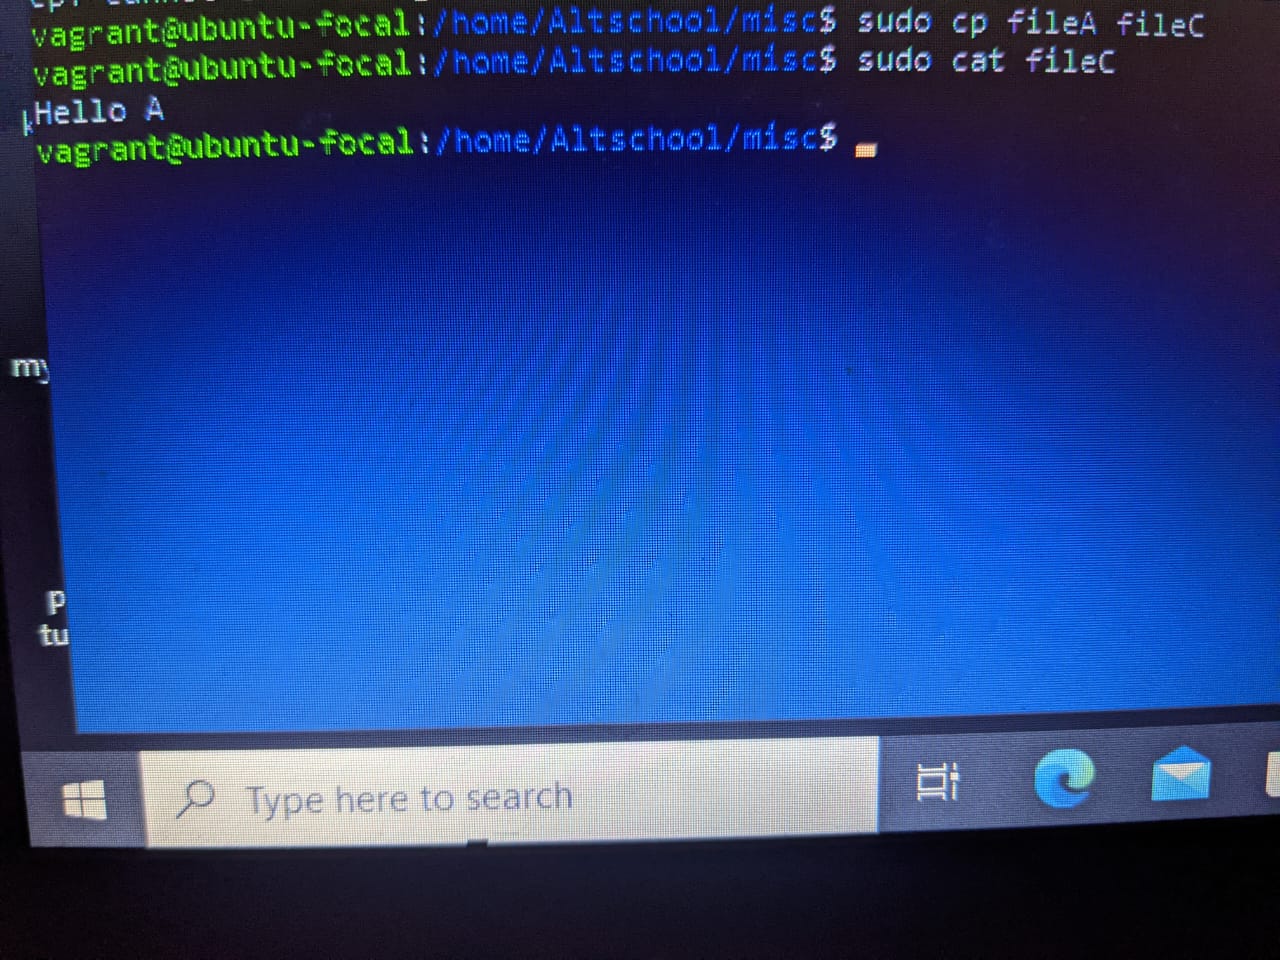 vagrant@ubuntu-focal:/home/Altschool/misc$ sudo cp fileA fileC
vagrant@ubuntu-focal:/home/Altschool/misc$ sudo cat fileC
Hello A
vagrant@ubuntu-focal:/home/Altschool/misc$
my
p
tu
Type here to search